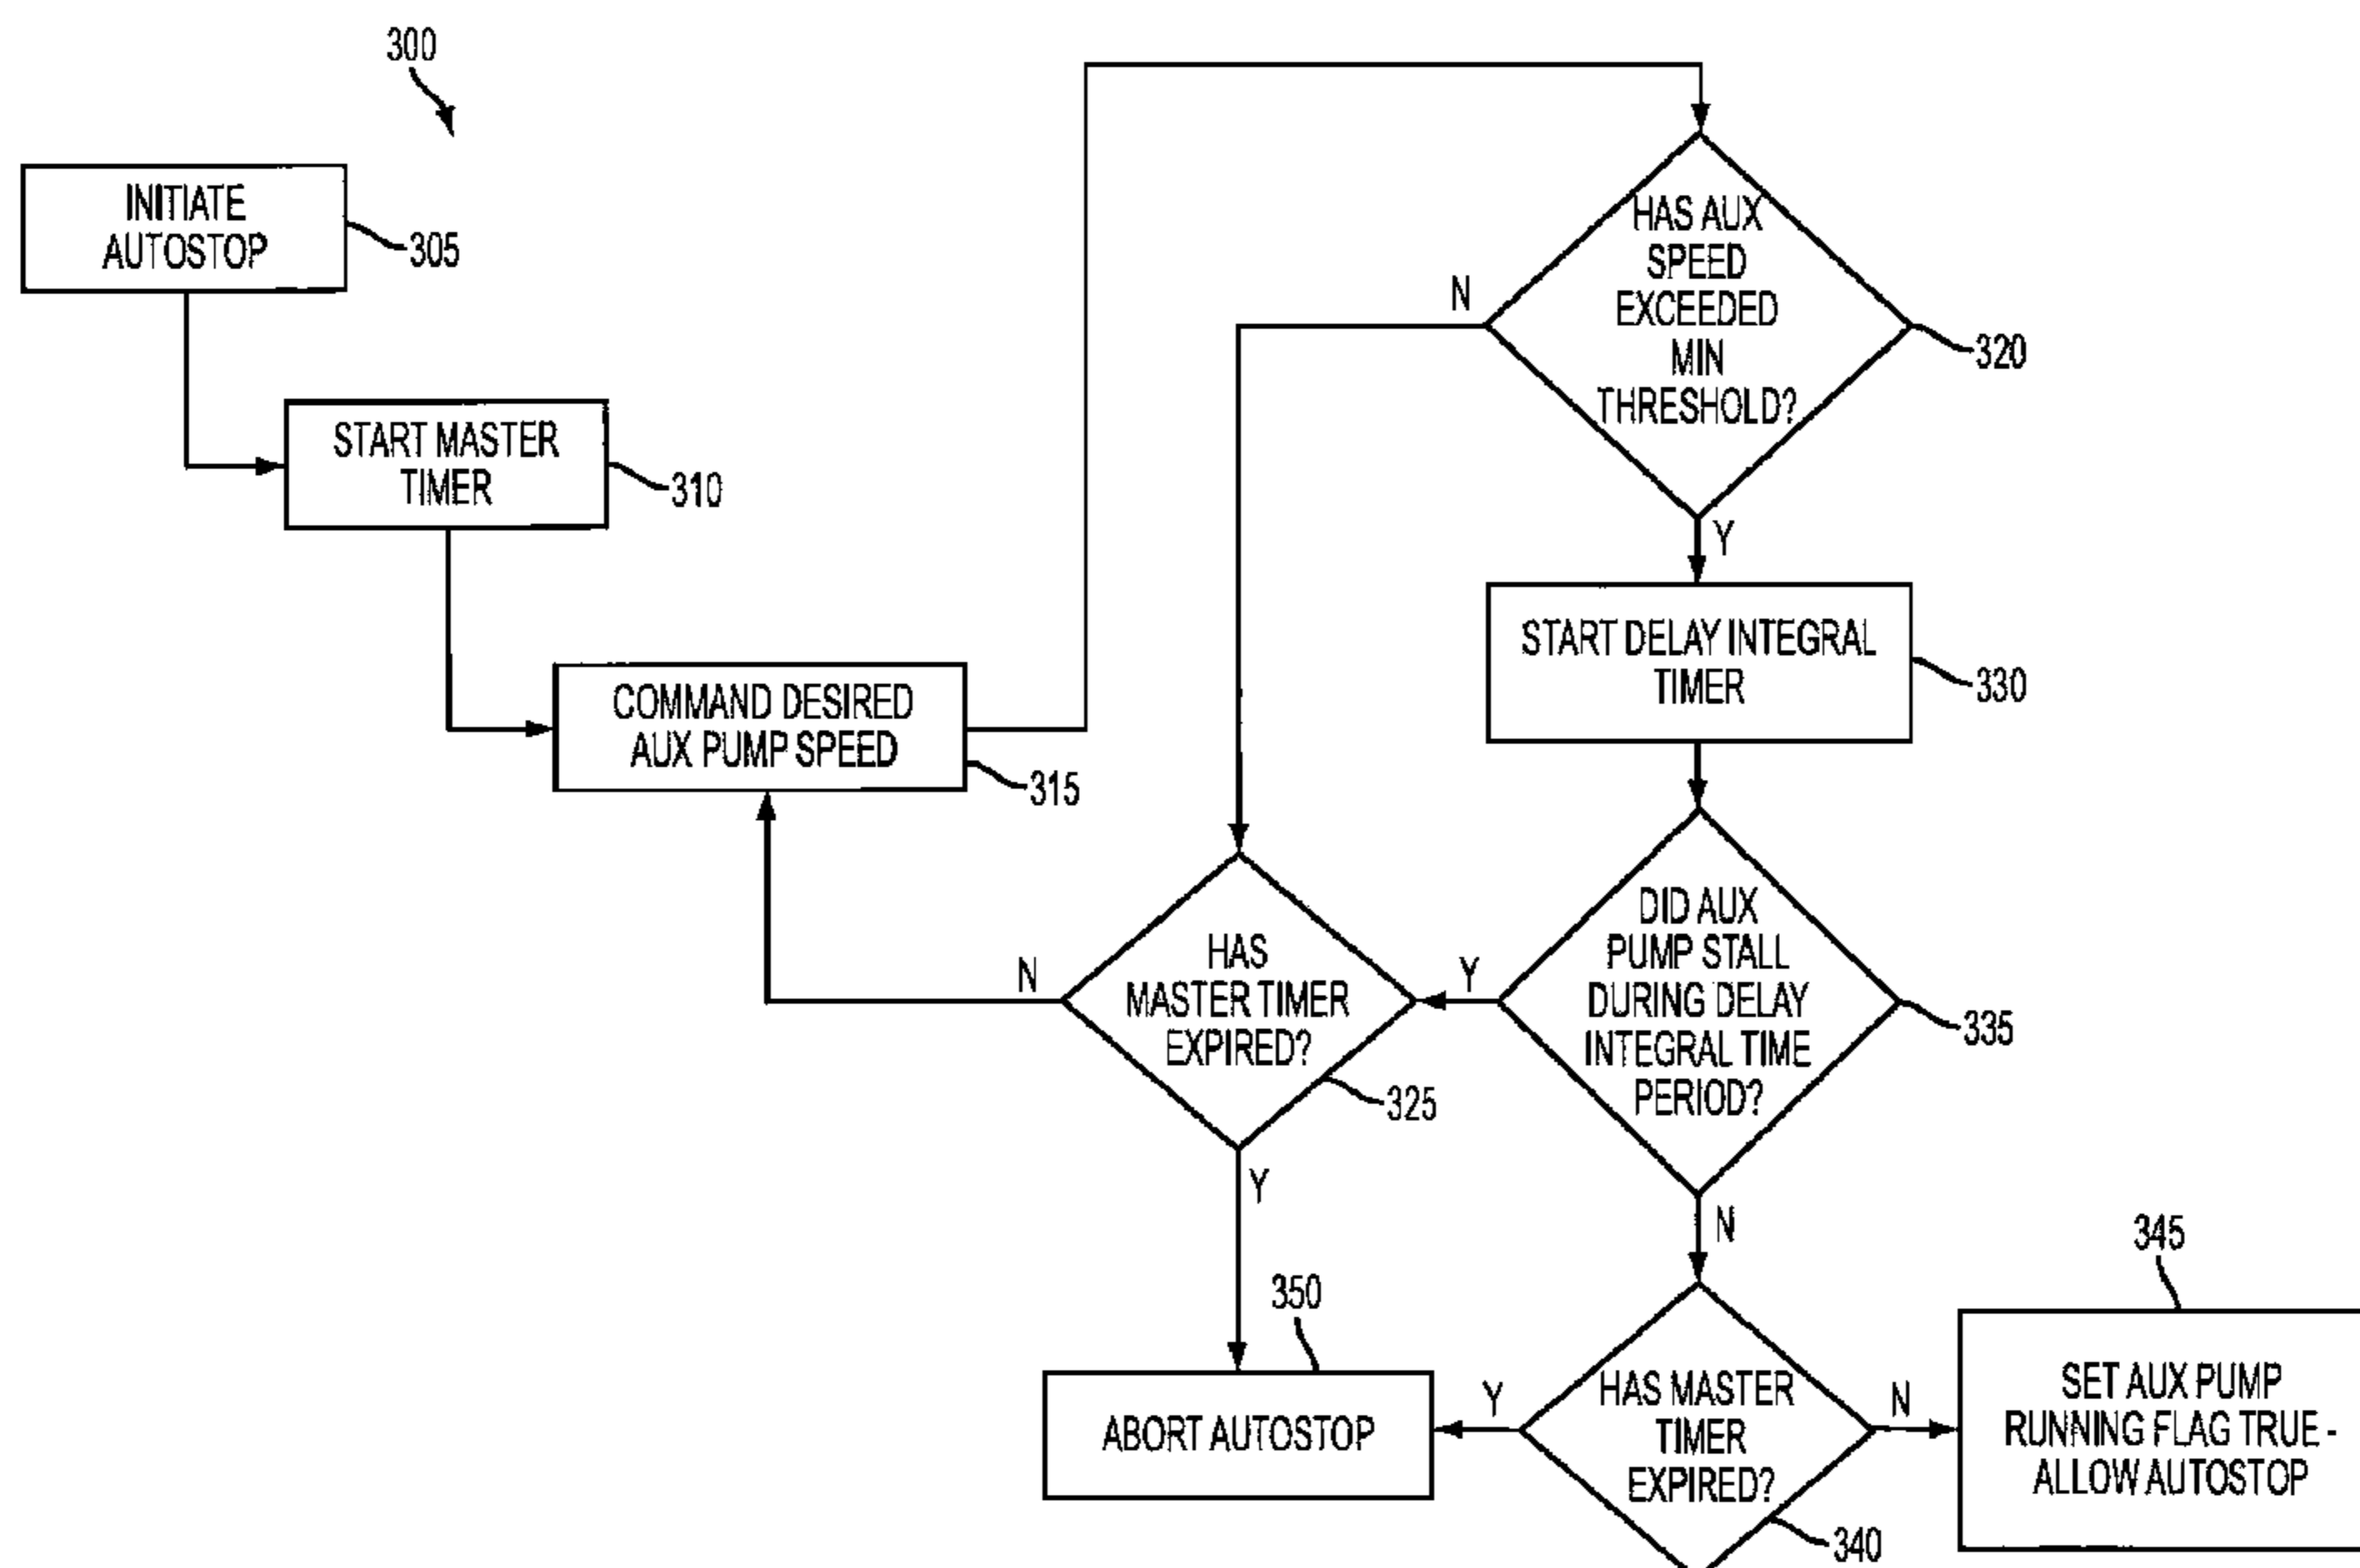 300
INITIATE
AUTOSTOP
305
START MASTER
TIMER
310
COMMAND DESIRED
AUX PUMP SPEED
315
HAS AUX
SPEED
EXCEEDED
MIN
THRESHOLD?
320
N
Y
START DELAY INTEGRAL
TIMER
330
DID AUX
PUMP STALL
DURING DELAY
INTEGRAL TIME
PERIOD?
335
Y
N
HAS
MASTER TIMER
EXPIRED?
325
N
Y
350
ABORT AUTOSTOP
HAS MASTER
TIMER
EXPIRED?
340
Y
N
345
SET AUX PUMP
RUNNING FLAG TRUE -
ALLOW AUTOSTOP